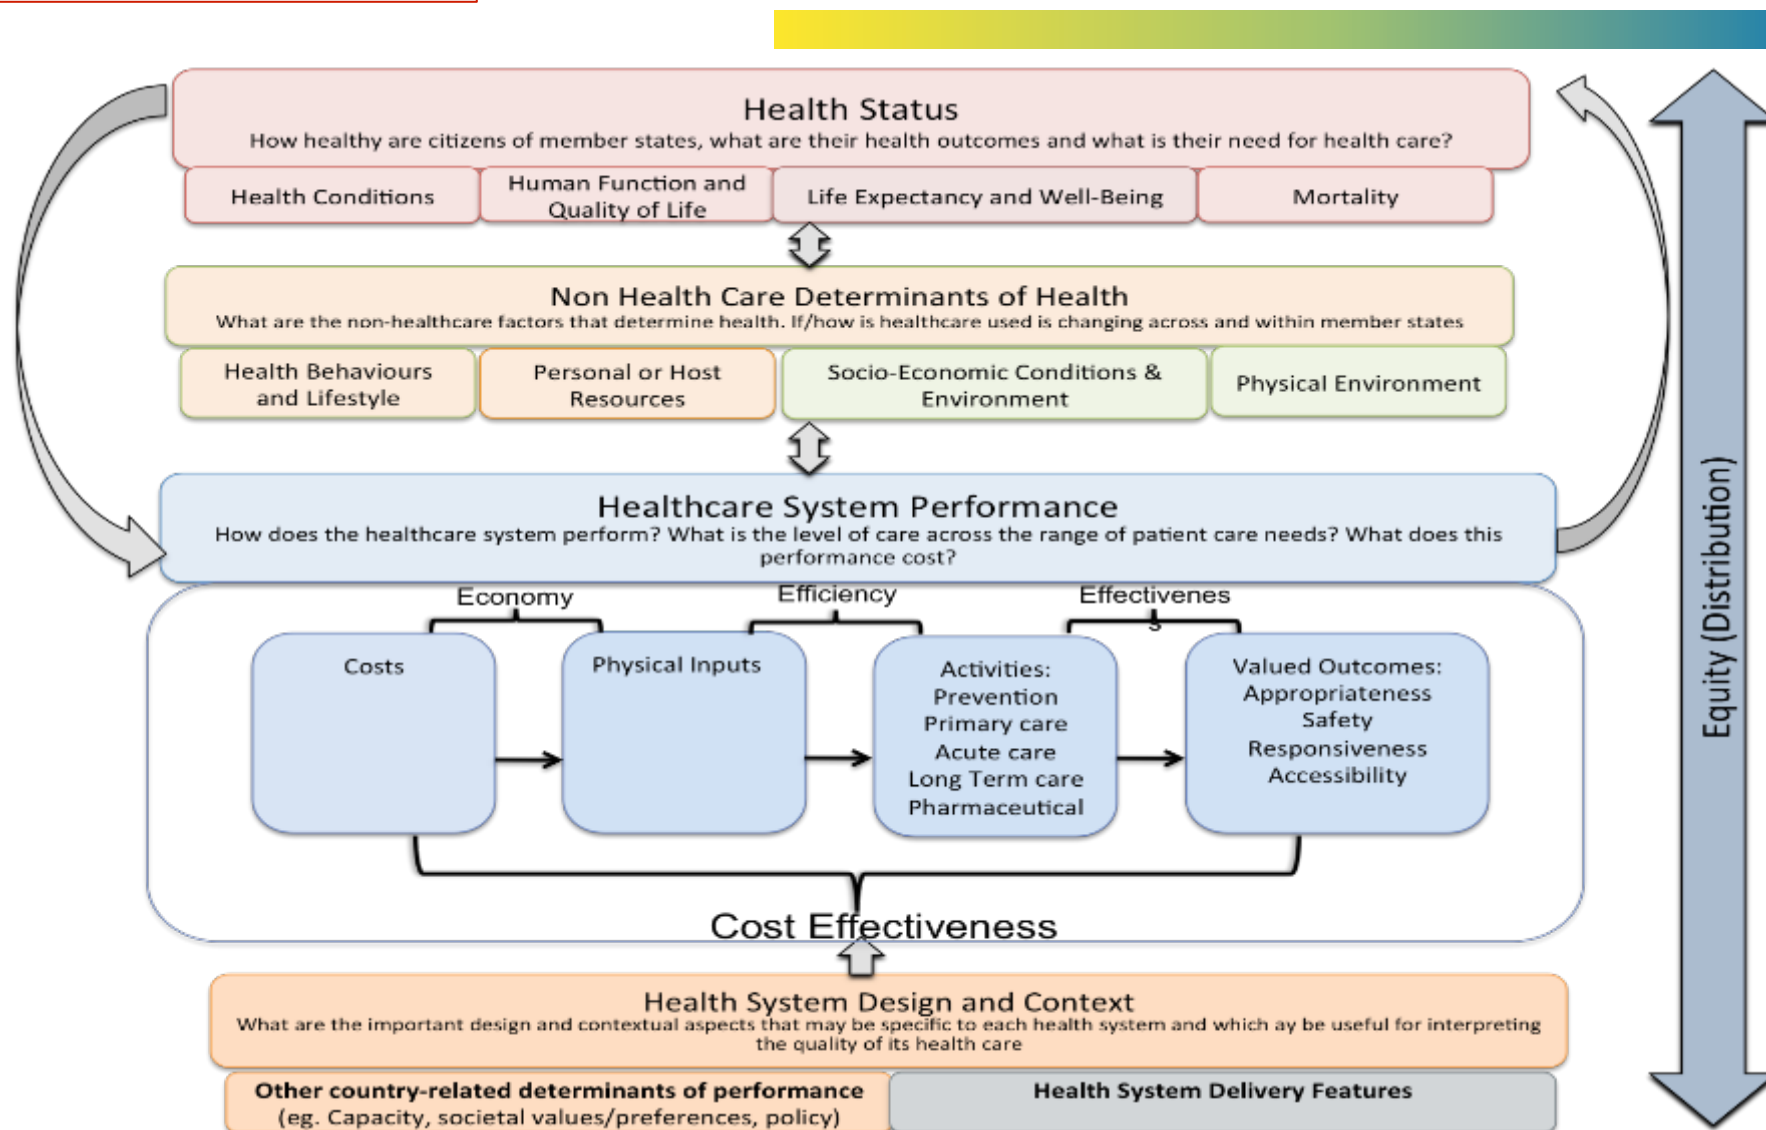 Health Status
How healthy are citizens of member states, what are their health outcomes and what is their need for health care?
Health Conditions
Human Function and
Quality of Life
Life Expectancy and Well-Being
Mortality
Non Health Care Determinants of Health
What are the non-healthcare factors that determine health. If/how is healthcare used is changing across and within member states
Health Behaviours
and Lifestyle
Personal or Host
Resources
Socio-Economic Conditions &
Environment
Physical Environment
Healthcare System Performance
How does the healthcare system perform? What is the level of care across the range of patient care needs? What does this
performance cost?
Economy
Efficiency
Effectivenes
s
Costs
Physical Inputs
Activities:
Prevention
Primary care
Acute care
Long Term care
Pharmaceutical
Valued Outcomes:
Appropriateness
Safety
Responsiveness
Accessibility
Cost Effectiveness
Health System Design and Context
What are the important design and contextual aspects that may be specific to each health system and which ay be useful for interpreting
the quality of its health care
Other country-related determinants of performance
(eg. Capacity, societal values/preferences, policy)
Health System Delivery Features
Equity (Distribution)